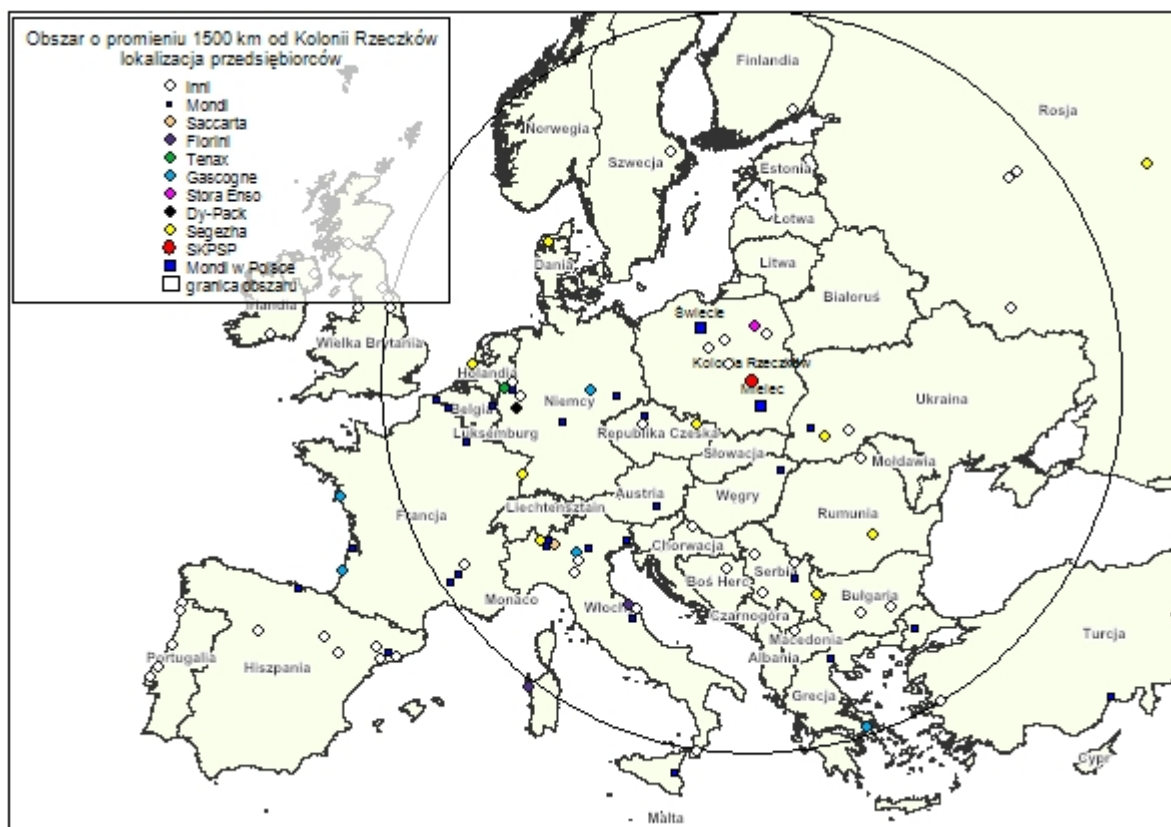 Obszar o promieniu 1500 km od Kolonii Rzeczków
lokalizacja przedsiębiorców
Inni
Mondi
Saccarta
Fiorini
Tenax
Gascogne
Stora Enso
Dy-Pack
Segezha
SKPSP
Mondi w Polsce
granica obszaru
Finlandia
Rosja
Norwegia
Szwecja
Estonia
Łotwa
Dania
Litwa
Białoruś
Irlandia
Świecie
Wielka Brytania
Kolonia Rzeczków
Holandia
Mielec
Niemcy
Ukraina
Belgia
Luksemburg
Republika Czeska
Słowacja
Mołdawia
Austria
Węgry
Francja
Liechtensztain
Rumunia
Chorwacja
Serbia
Boś Herc
Bułgaria
Monaco
Włoch
Czarnogóra
Macedonia
Turcja
Portugalia
Hiszpania
Albania
Grecja
Cypr
Malta